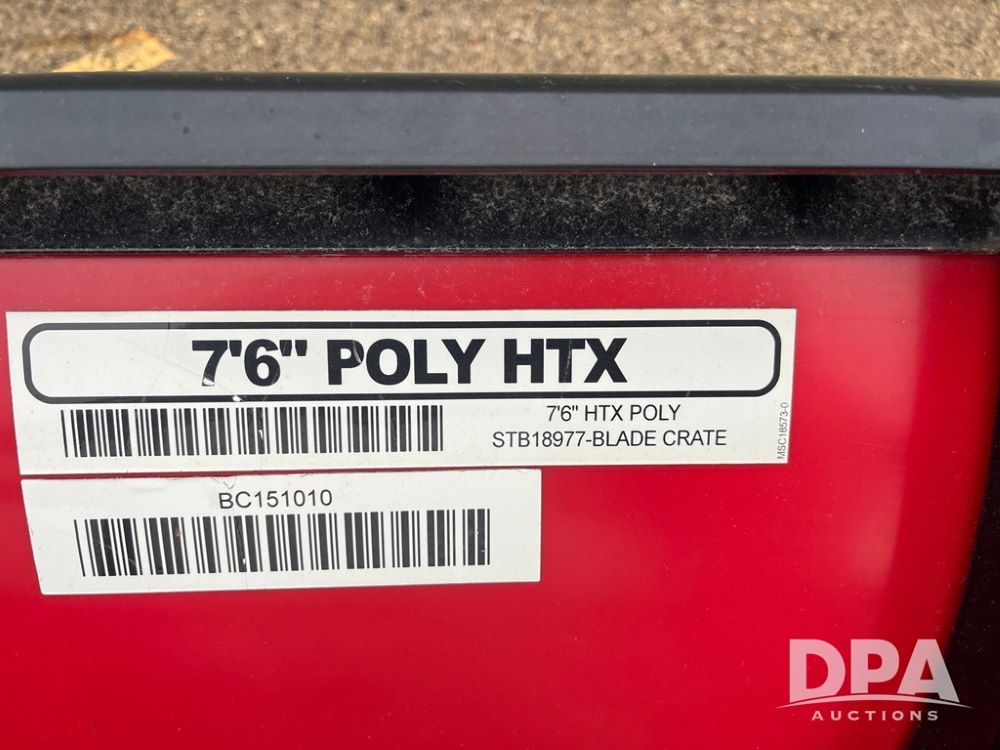 7'6" POLY HTX
7'6" HTX POLY
STB18977-BLADE CRATE
MSC18573-0
BC151010
DPA
AUCTIONS